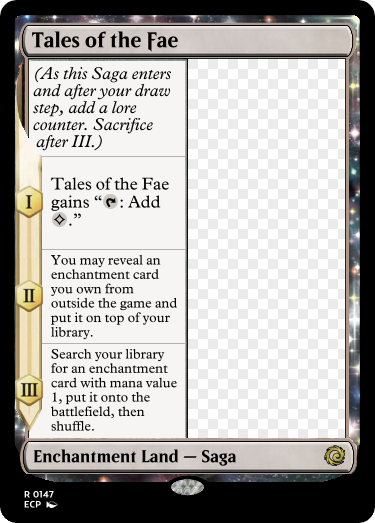 Tales of the Fae
(As this Saga enters
and after your draw
step, add a lore
counter. Sacrifice
after III.)
I
Tales of the Fae
gains “: Add
.”
II
You may reveal an
enchantment card
you own from
outside the game and
put it on top of your
library.
III
Search your library
for an enchantment
card with mana value
1, put it onto the
battlefield, then
shuffle.
Enchantment Land — Saga
R 0147
ECP